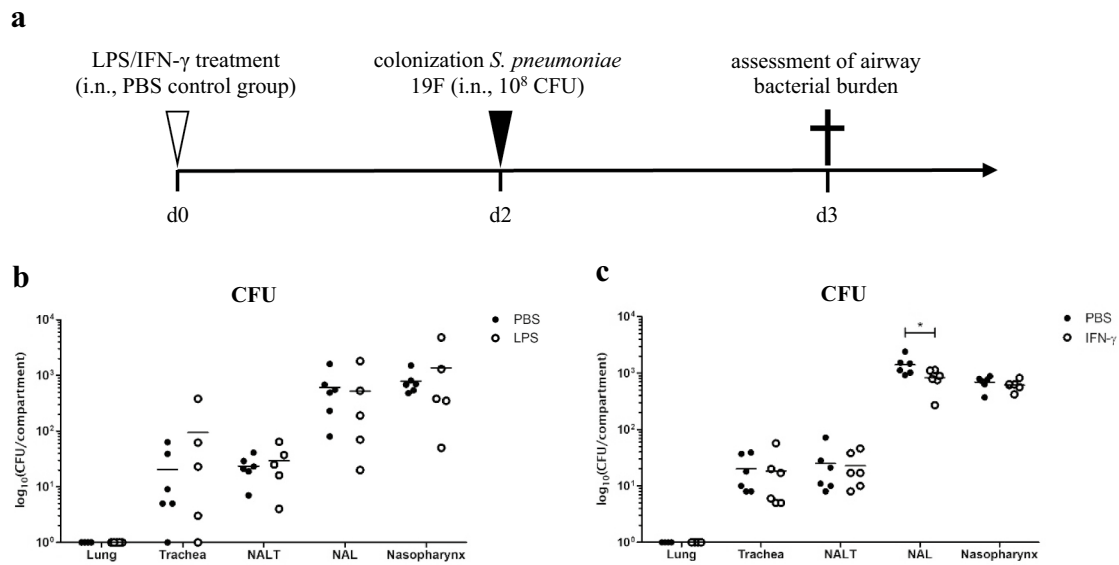 a
LPS/IFN-γ treatment
(i.n., PBS control group)
colonization S. pneumoniae
19F (i.n., 10⁸ CFU)
assessment of airway
bacterial burden
d0
d2
d3
b
CFU
log₁₀(CFU/compartment)
10⁴
10³
10²
10¹
10⁰
PBS
LPS
Lung
Trachea
NALT
NAL
Nasopharynx
c
CFU
log₁₀(CFU/compartment)
10⁴
10³
10²
10¹
10⁰
*
PBS
IFN-γ
Lung
Trachea
NALT
NAL
Nasopharynx